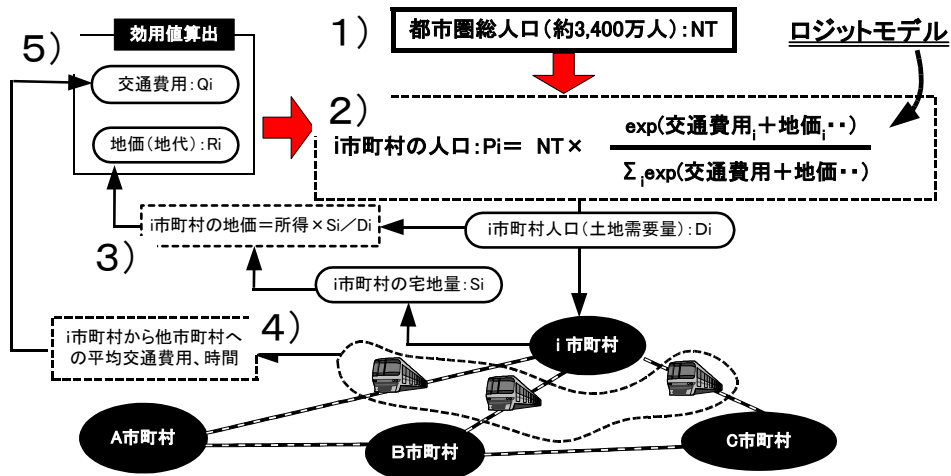 5)
効用値算出
交通費用:Qi
地価(地代):Ri
1)
都市圏総人口(約3,400万人):NT
ロジットモデル
2)
i市町村の人口:Pi= NT×
exp(交通費用i+地価i・・)
Σiexp(交通費用+地価・・)
i市町村の地価=所得×Si/Di
i市町村人口(土地需要量):Di
3)
i市町村の宅地量:Si
4)
i市町村から他市町村へ
の平均交通費用、時間
i 市町村
A市町村
B市町村
C市町村